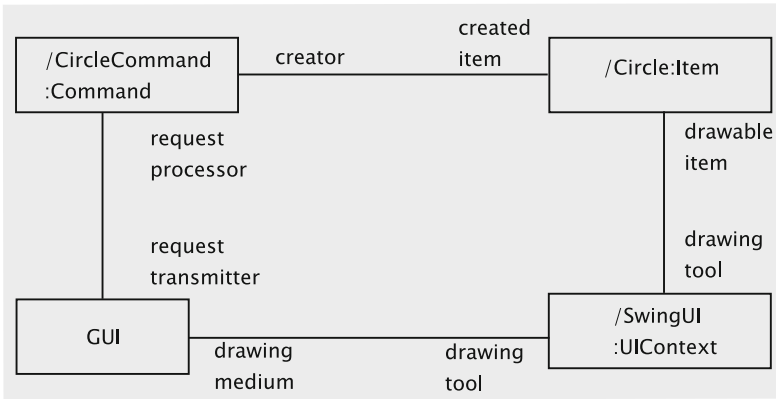 /CircleCommand
:Command
creator
created
item
/Circle:Item
request
processor
drawable
item
request
transmitter
drawing
tool
GUI
drawing
medium
drawing
tool
/SwingUI
:UIContext